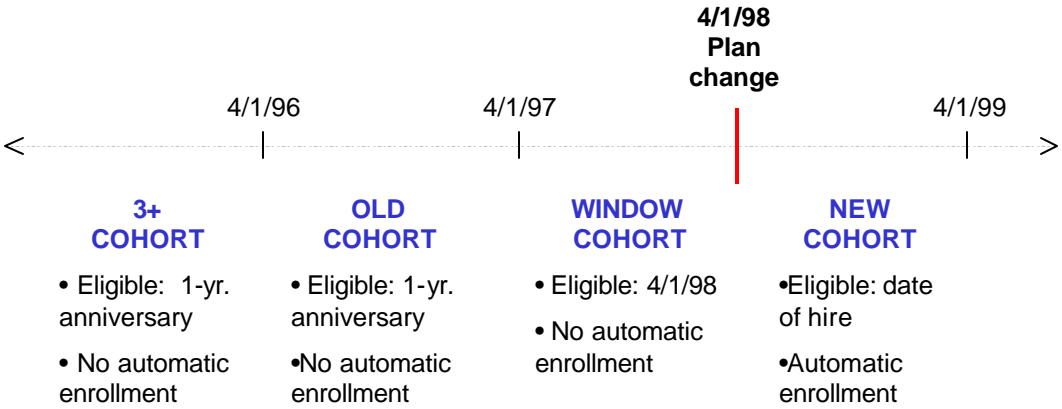 4/1/98
Plan
change
4/1/96
4/1/97
4/1/99
3+
COHORT
• Eligible: 1-yr.
anniversary
• No automatic
enrollment
OLD
COHORT
• Eligible: 1-yr.
anniversary
•No automatic
enrollment
WINDOW
COHORT
• Eligible: 4/1/98
• No automatic
enrollment
NEW
COHORT
•Eligible: date
of hire
•Automatic
enrollment